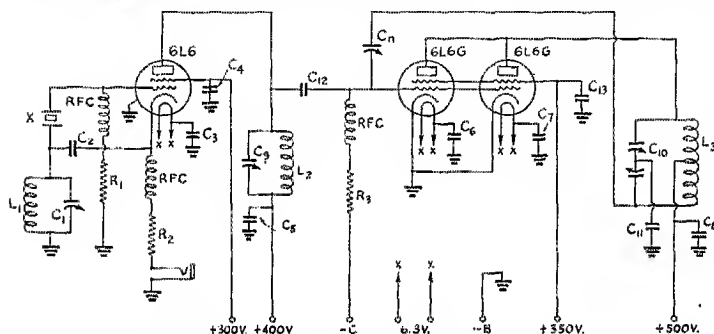 6L6 Cn 6L6G 6L6G
RFC C4 C12 C13
X C2 C3 RFC C6 C7 L3
C9 L2 C10
L1 C1 R1 RFC R3
C5 C11
R2
X X X X X X
+300V. +400V. -C. 6.3V. -B +350V. +500V.